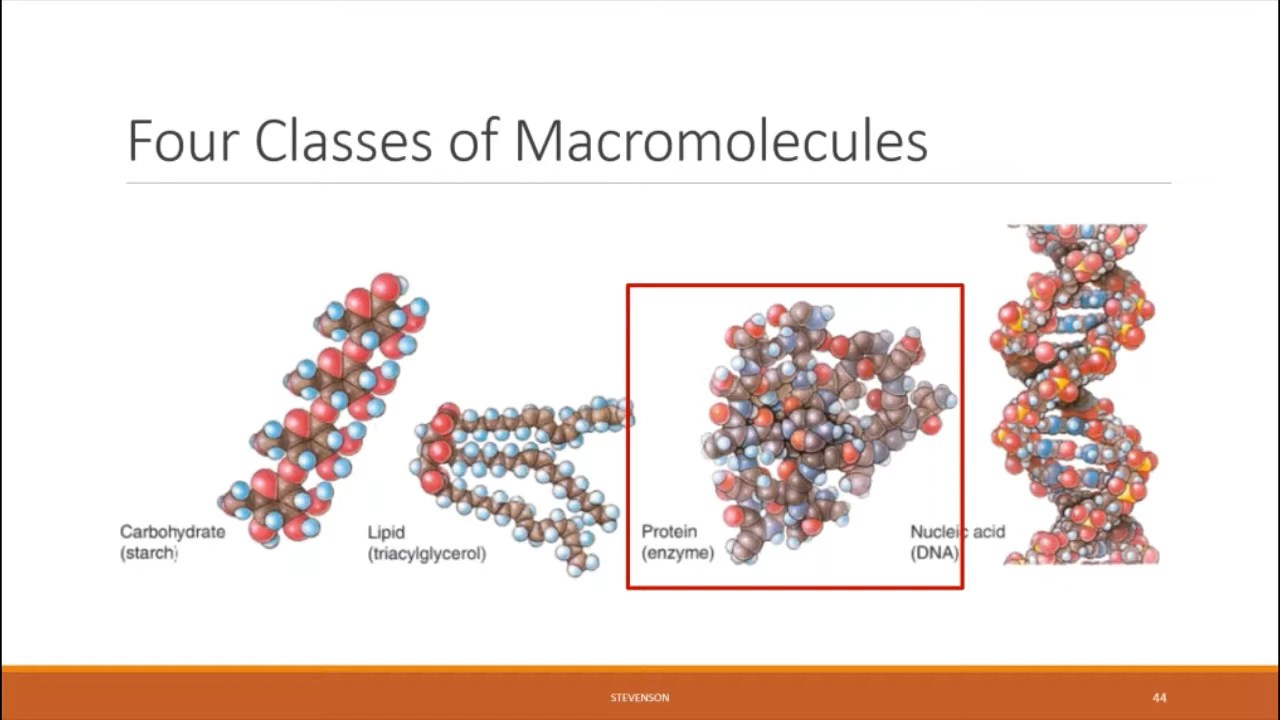 Four Classes of Macromolecules
Carbohydrate
(starch)
Lipid
(triacylglycerol)
Protein
(enzyme)
Nucleic acid
(DNA)
STEVENSON
44